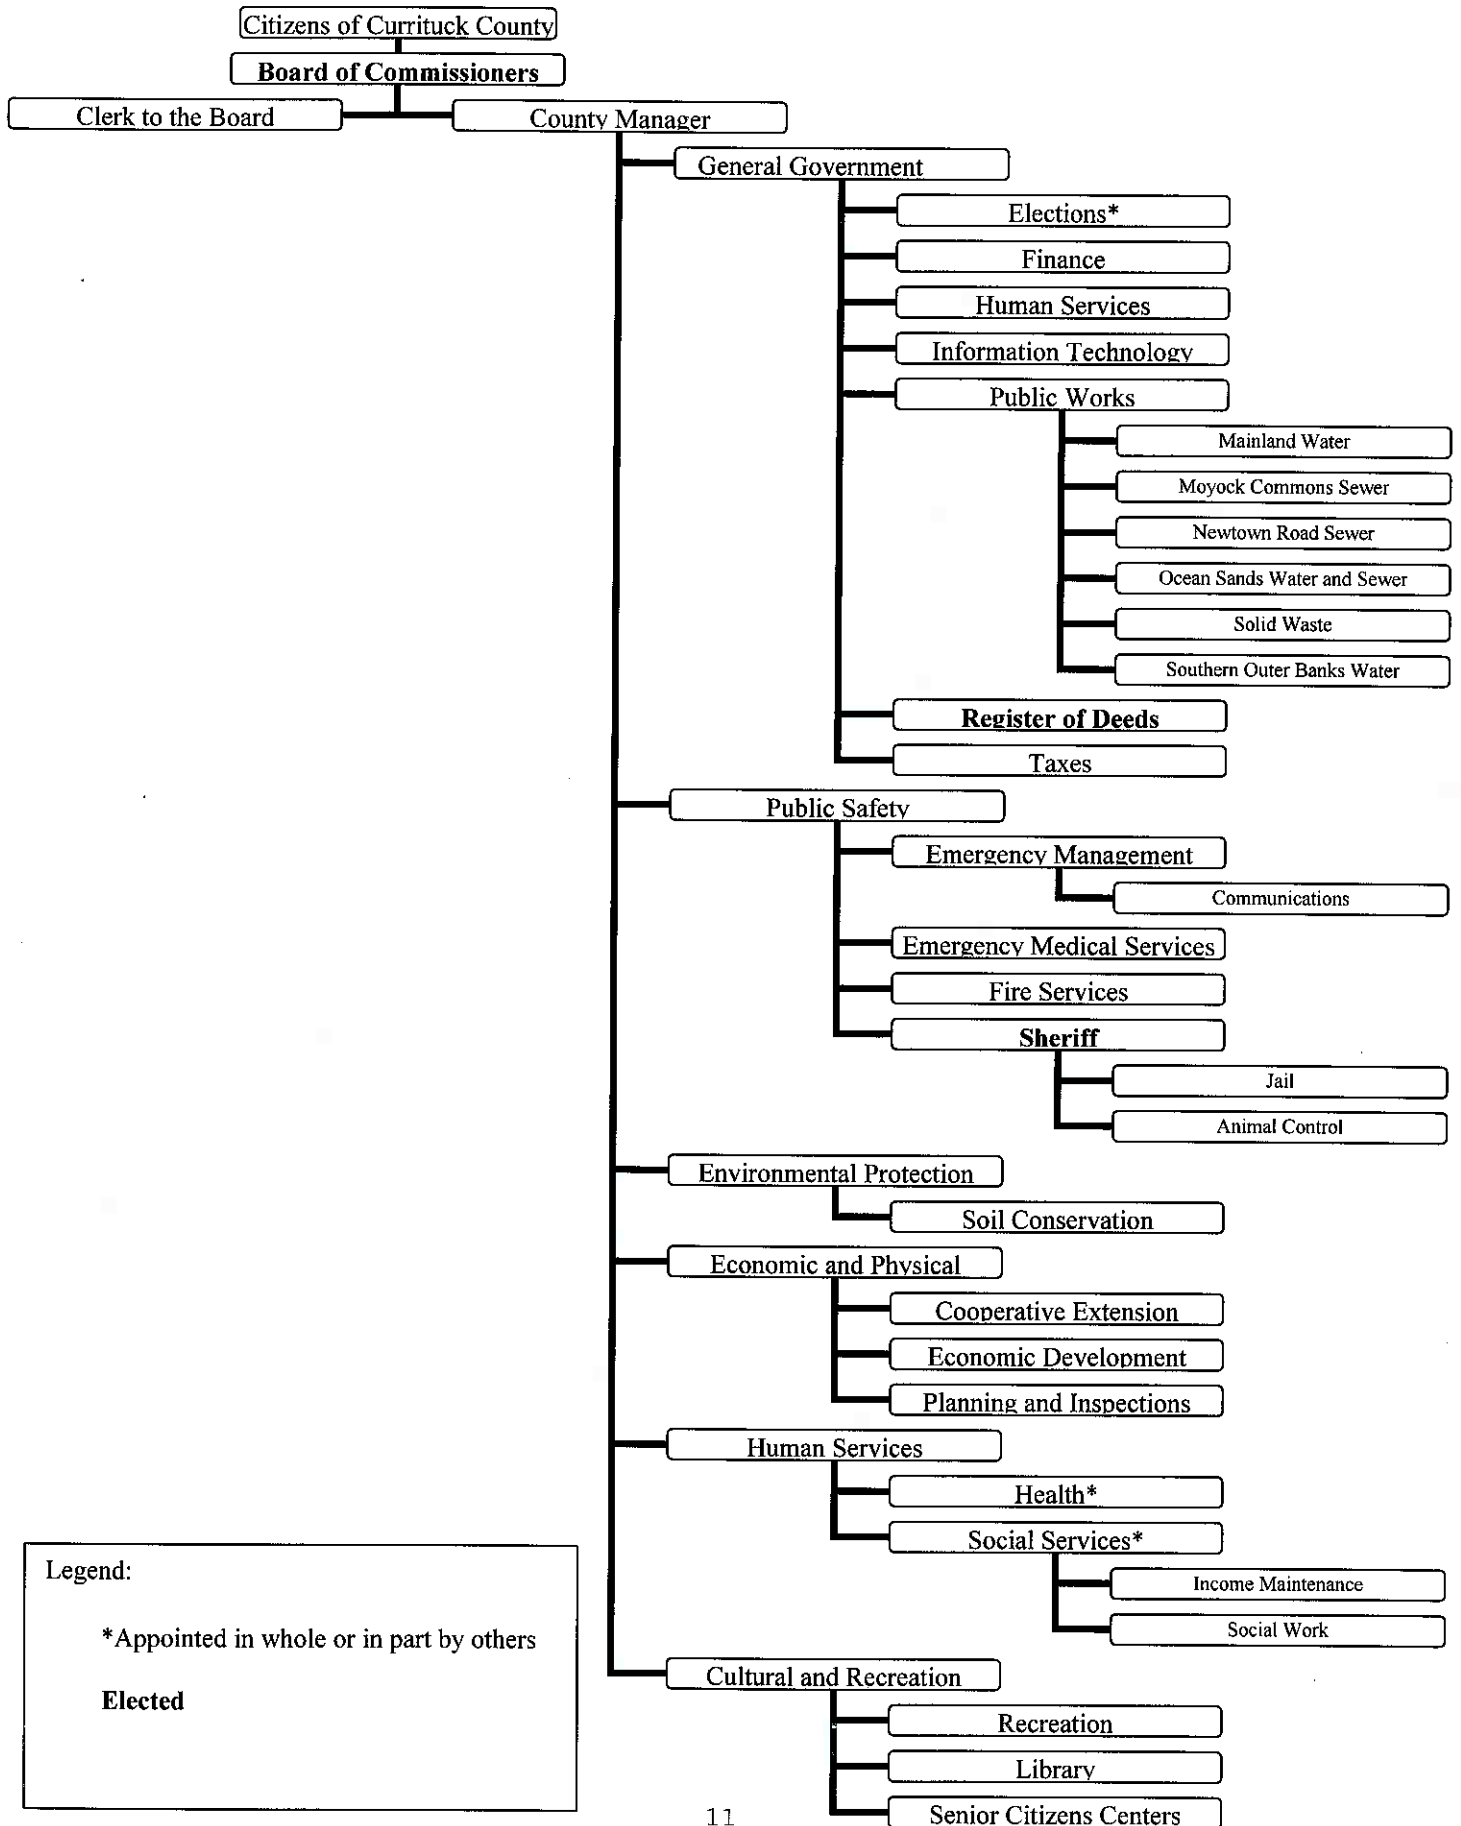 Citizens of Currituck County
Board of Commissioners
Clerk to the Board
County Manager
General Government
Elections*
Finance
Human Services
Information Technology
Public Works
Mainland Water
Moyock Commons Sewer
Newtown Road Sewer
Ocean Sands Water and Sewer
Solid Waste
Southern Outer Banks Water
Register of Deeds
Taxes
Public Safety
Emergency Management
Communications
Emergency Medical Services
Fire Services
Sheriff
Jail
Animal Control
Environmental Protection
Soil Conservation
Economic and Physical
Cooperative Extension
Economic Development
Planning and Inspections
Human Services
Health*
Social Services*
Income Maintenance
Social Work
Cultural and Recreation
Recreation
Library
Senior Citizens Centers
Legend:
*Appointed in whole or in part by others
Elected
11